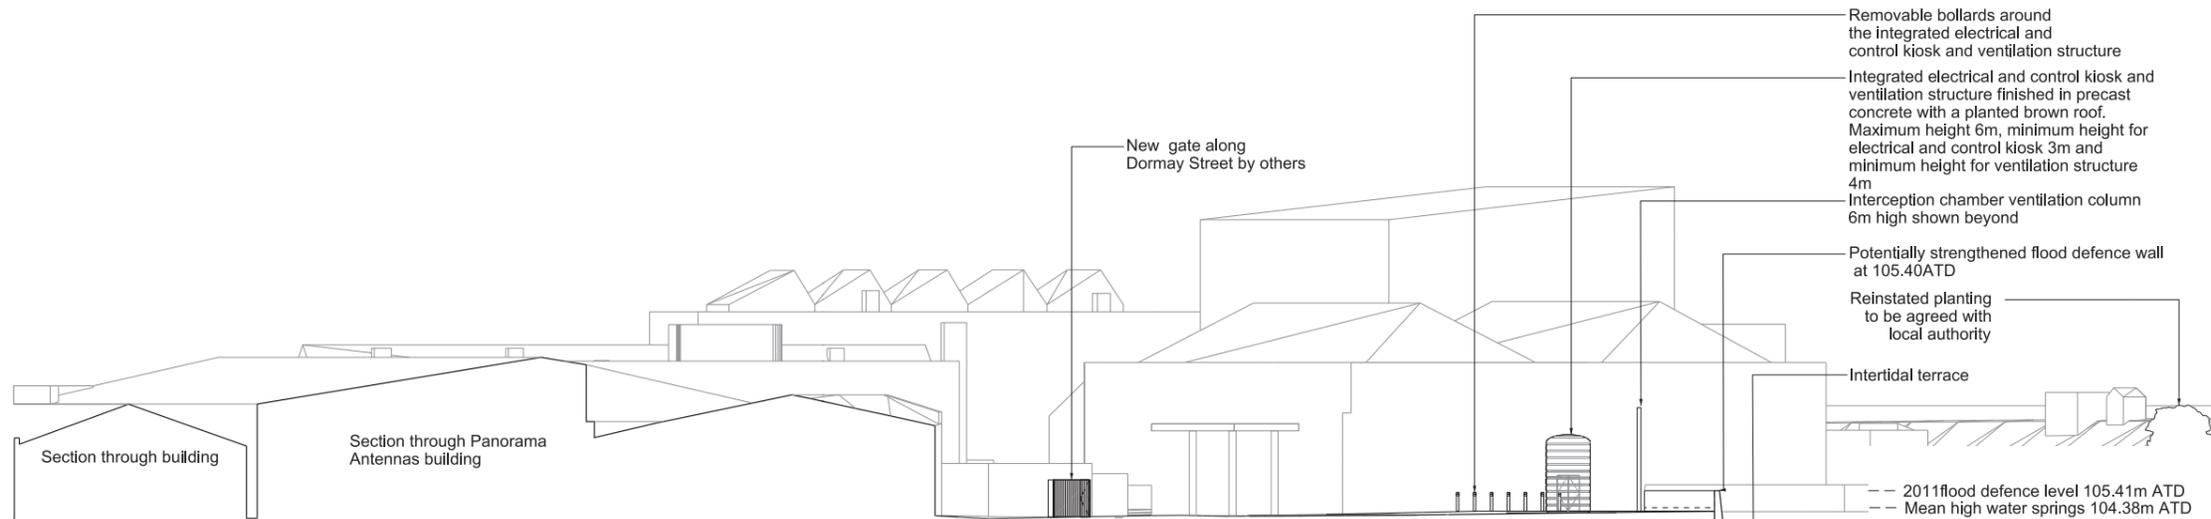 Removable bollards around
the integrated electrical and
control kiosk and ventilation structure
Integrated electrical and control kiosk and
ventilation structure finished in precast
concrete with a planted brown roof.
Maximum height 6m, minimum height for
electrical and control kiosk 3m and
minimum height for ventilation structure
4m
New gate along
Dormay Street by others
Interception chamber ventilation column
6m high shown beyond
Potentially strengthened flood defence wall
at 105.40ATD
Reinstated planting
to be agreed with
local authority
Intertidal terrace
Section through building
Section through Panorama
Antennas building
2011flood defence level 105.41m ATD
Mean high water springs 104.38m ATD